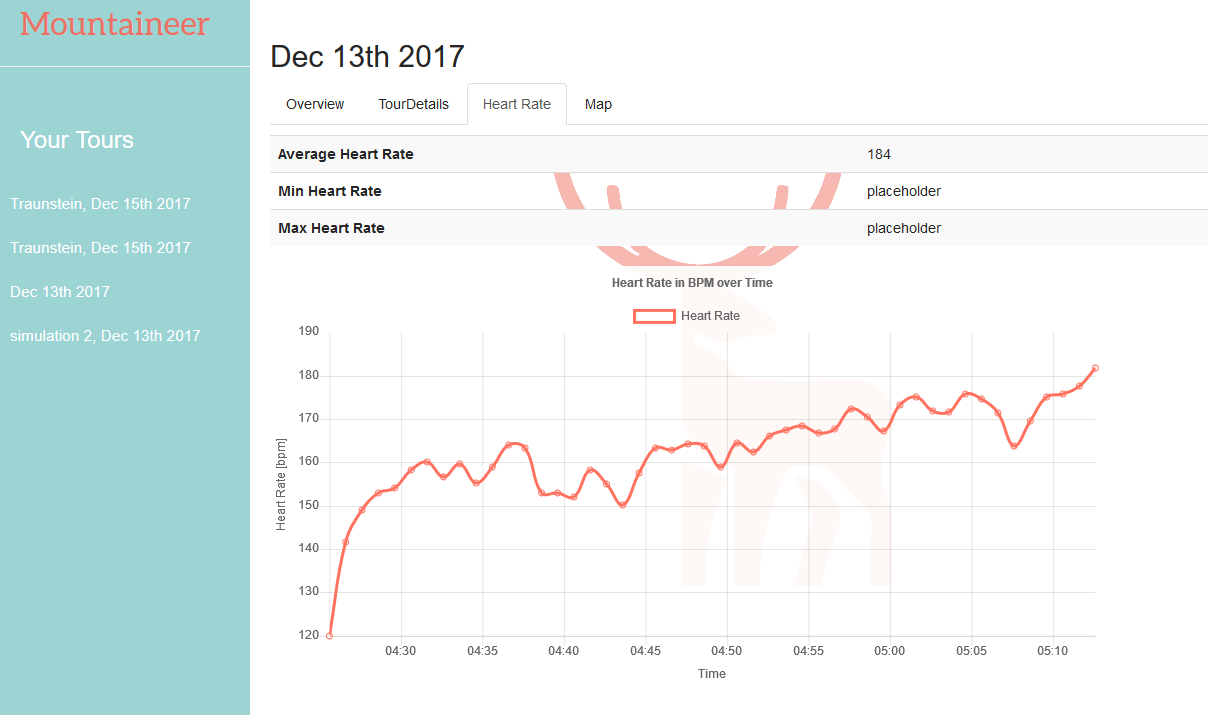 Mountaineer
Your Tours
Traunstein, Dec 15th 2017
Traunstein, Dec 15th 2017
Dec 13th 2017
simulation 2, Dec 13th 2017
Dec 13th 2017
Overview TourDetails Heart Rate Map
Average Heart Rate 184
Min Heart Rate placeholder
Max Heart Rate placeholder
Heart Rate in BPM over Time
Heart Rate
Heart Rate [bpm]
190
180
170
160
150
140
130
120
04:30 04:35 04:40 04:45 04:50 04:55 05:00 05:05 05:10
Time